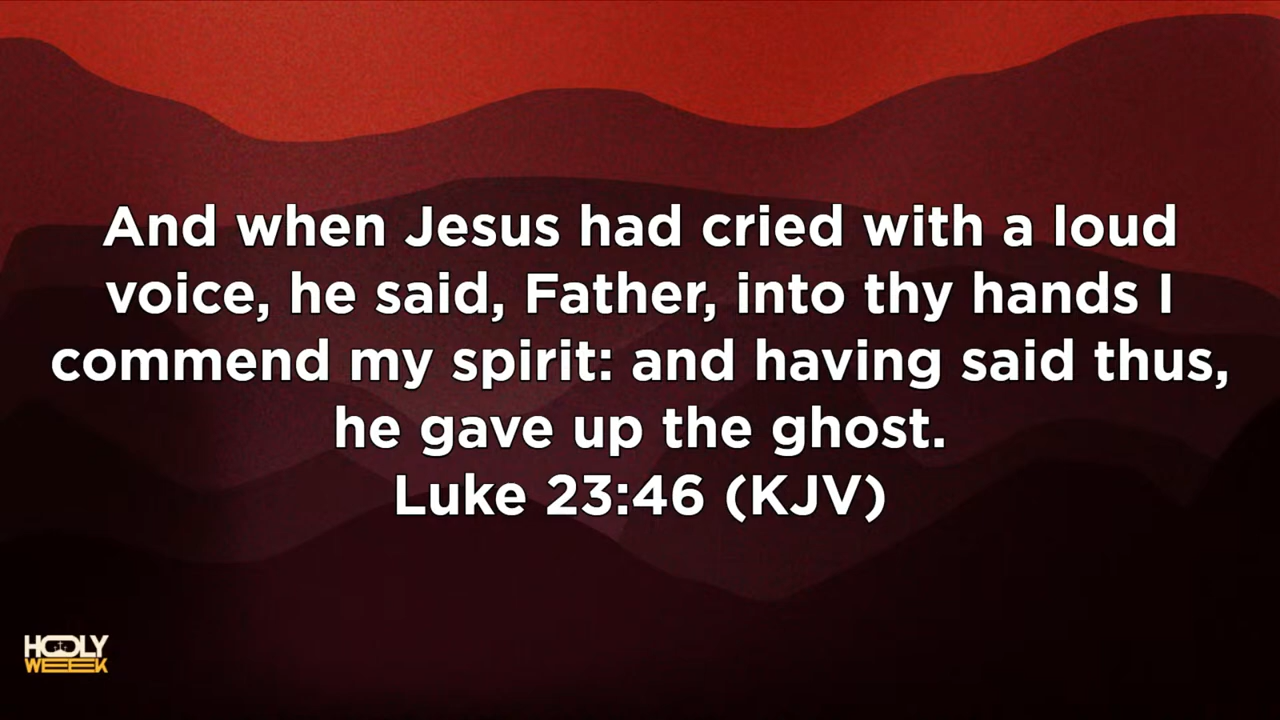 And when Jesus had cried with a loud
voice, he said, Father, into thy hands I
commend my spirit: and having said thus,
he gave up the ghost.
Luke 23:46 (KJV)
HOLY
WEEK